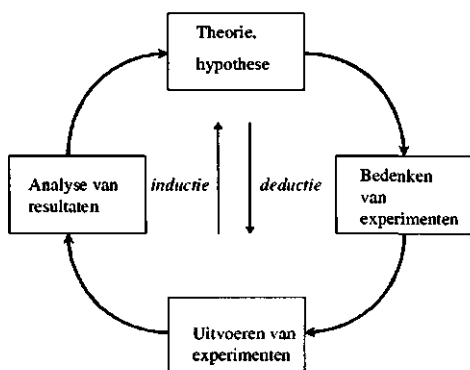 Theorie,
hypothese
Analyse van
resultaten
inductie
deductie
Bedenken
van
experimenten
Uitvoeren van
experimenten